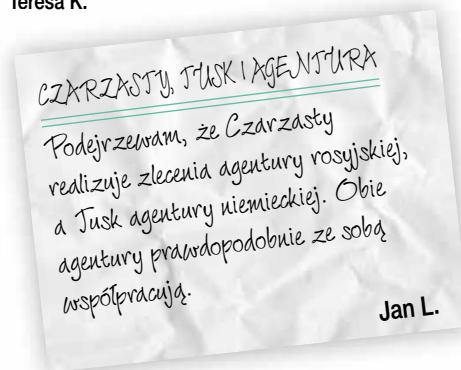 Teresa K.
CZARZASTY, TUSK I AGENTURA
Podejrzewam, że Czarzasty
realizuje zlecenia agentury rosyjskiej,
a Tusk agentury niemieckiej. Obie
agentury prawdopodobnie ze sobą
współpracują.
Jan L.